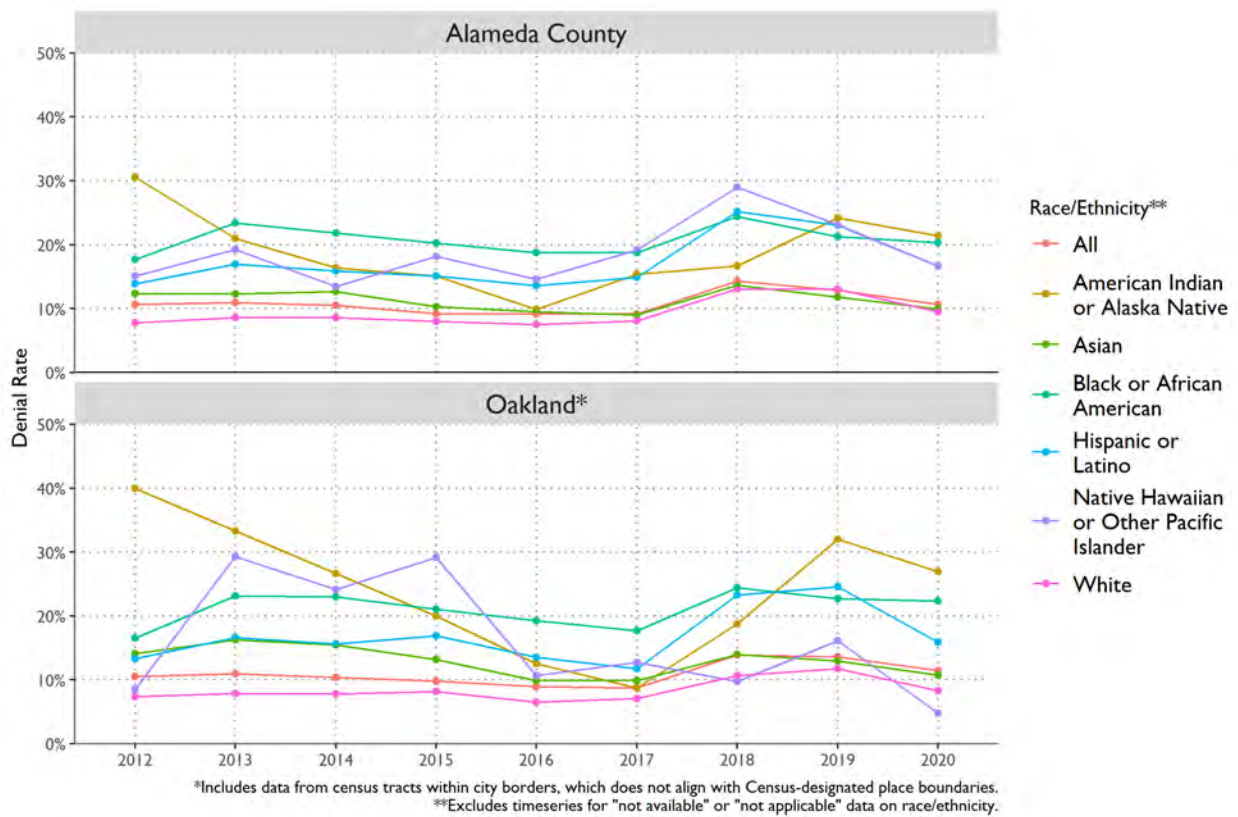 Alameda County
50%
40%
30%
20%
10%
0%
Denial Rate
Oakland*
50%
40%
30%
20%
10%
0%
2012 2013 2014 2015 2016 2017 2018 2019 2020
Race/Ethnicity**
All
American Indian
or Alaska Native
Asian
Black or African
American
Hispanic or
Latino
Native Hawaiian
or Other Pacific
Islander
White
*Includes data from census tracts within city borders, which does not align with Census-designated place boundaries.
**Excludes timeseries for "not available" or "not applicable" data on race/ethnicity.